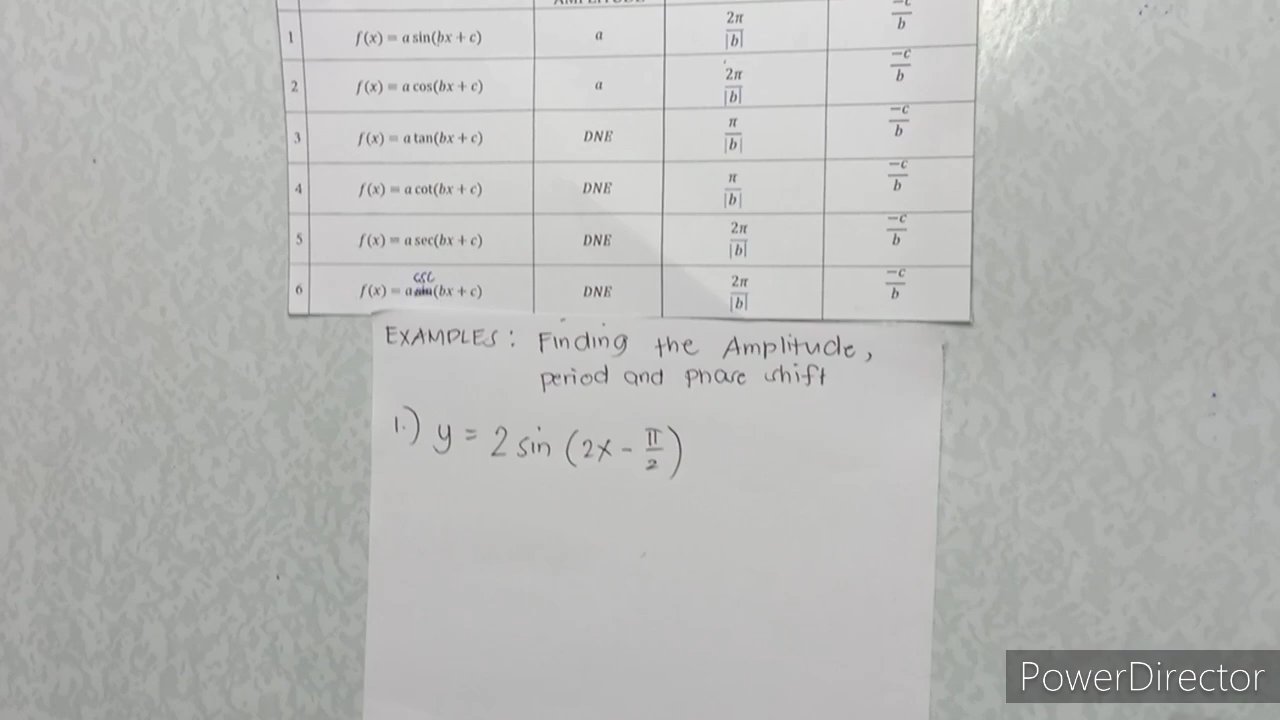 AMPLITUDE
1 f(x) = a sin(bx + c) a 2π/|b| −c/b
2 f(x) = a cos(bx + c) a 2π/|b| −c/b
3 f(x) = a tan(bx + c) DNE π/|b| −c/b
4 f(x) = a cot(bx + c) DNE π/|b| −c/b
5 f(x) = a sec(bx + c) DNE 2π/|b| −c/b
csc
6 f(x) = a sin(bx + c) DNE 2π/|b| −c/b
EXAMPLES: Finding the Amplitude,
period and phase shift
1.) y = 2 sin (2x - π/2)
PowerDirector